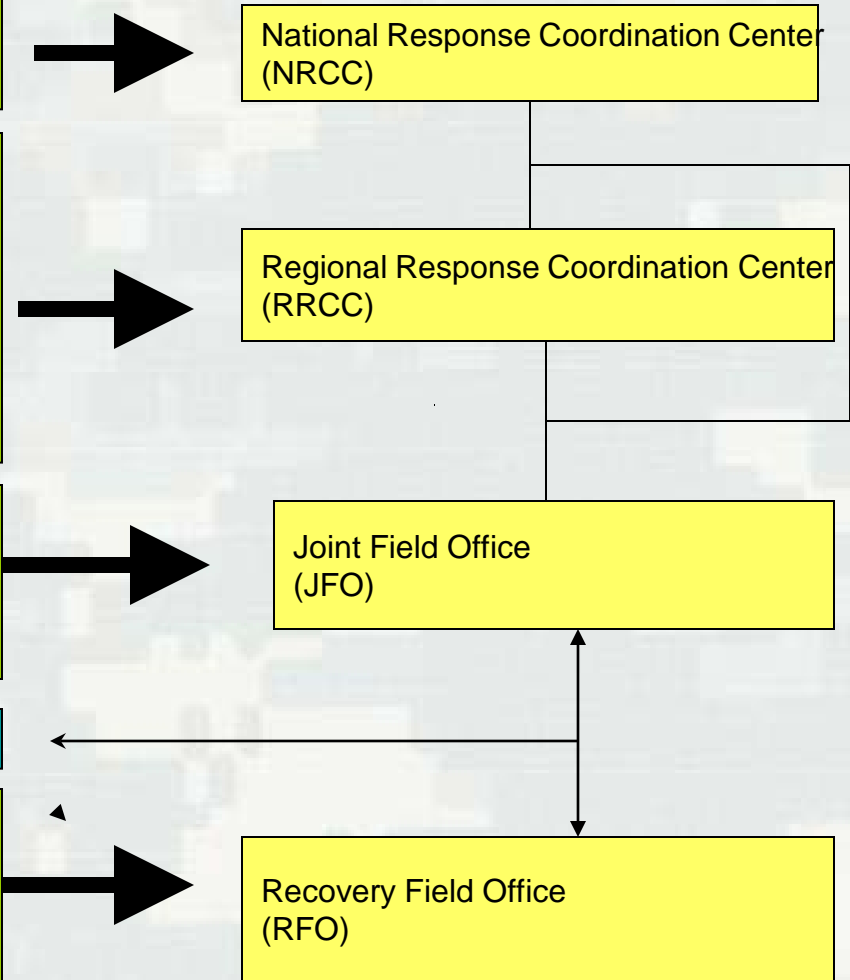 National Response Coordination Center
(NRCC)
Regional Response Coordination Center
(RRCC)
Joint Field Office
(JFO)
Recovery Field Office
(RFO)